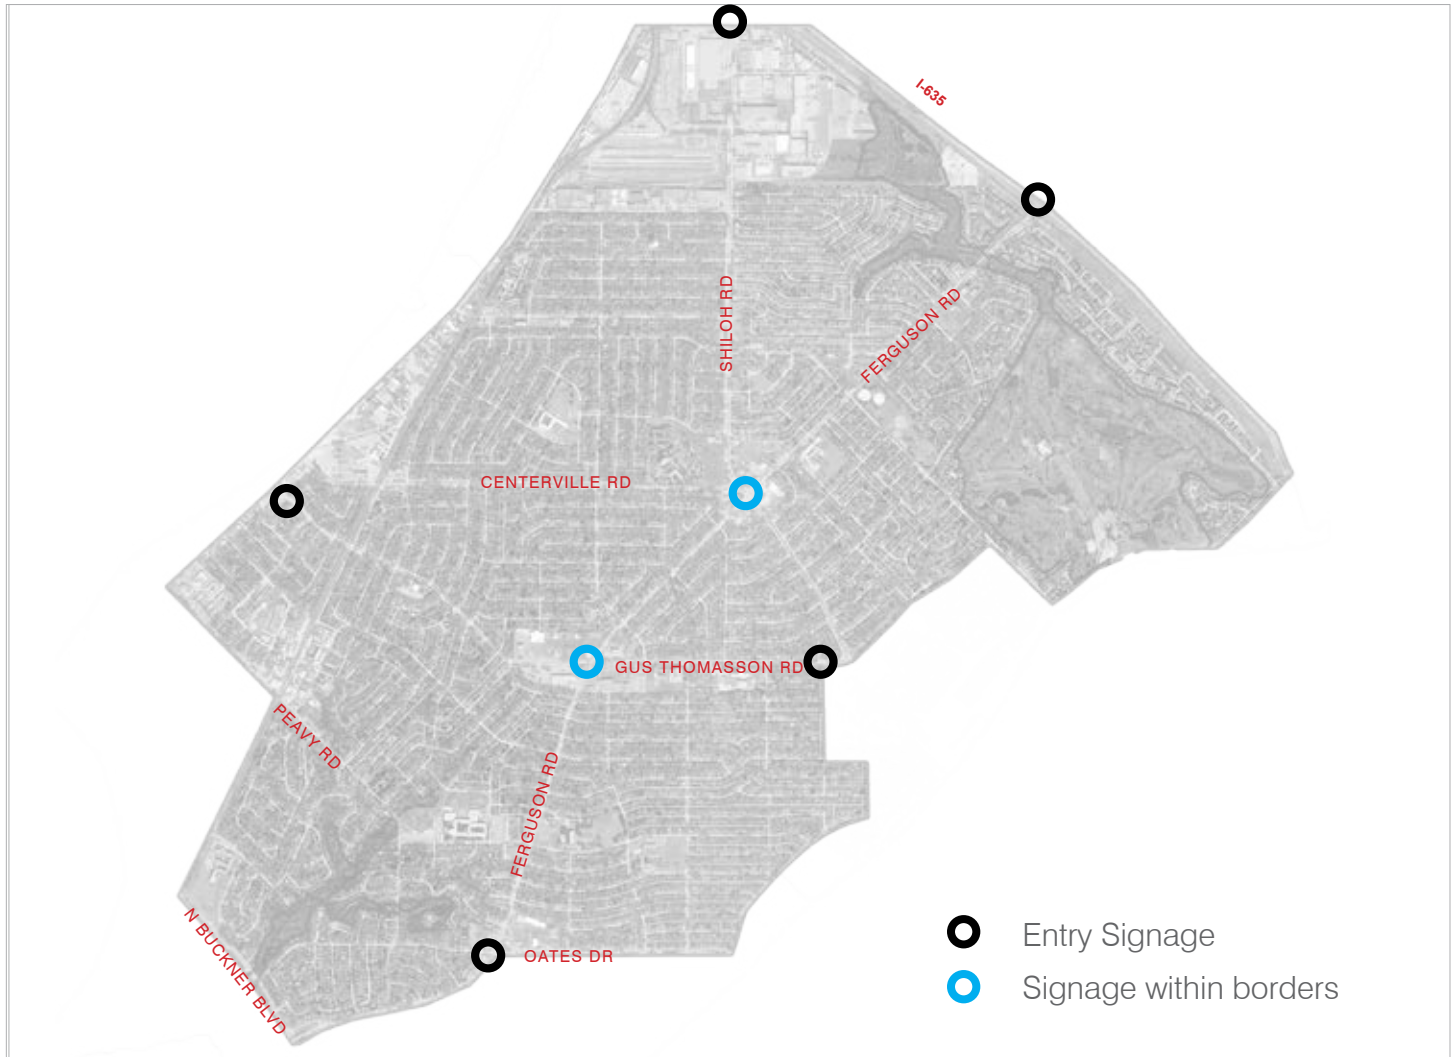 I-635
SHILOH RD
FERGUSON RD
CENTERVILLE RD
GUS THOMASSON RD
PEAVY RD
FERGUSON RD
N BUCKNER BLVD
OATES DR
Entry Signage
Signage within borders